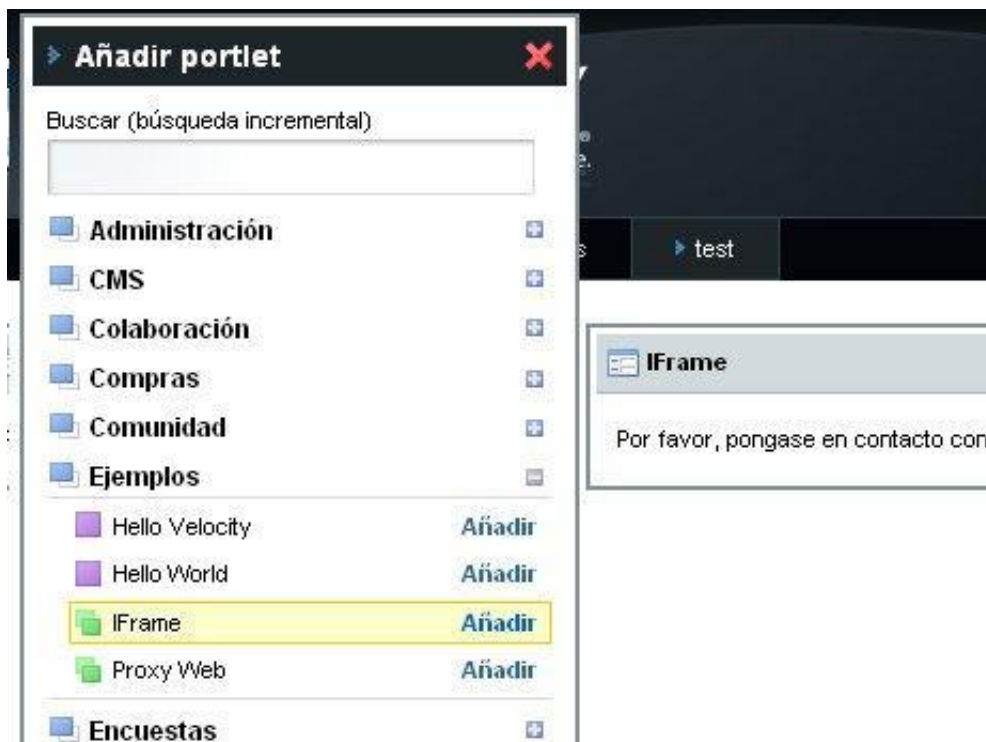 Añadir portlet
Buscar (búsqueda incremental)
Administración
CMS
test
Colaboración
Compras
IFrame
Comunidad
Por favor, pongase en contacto con
Ejemplos
Hello Velocity Añadir
Hello World Añadir
IFrame Añadir
Proxy Web Añadir
Encuestas